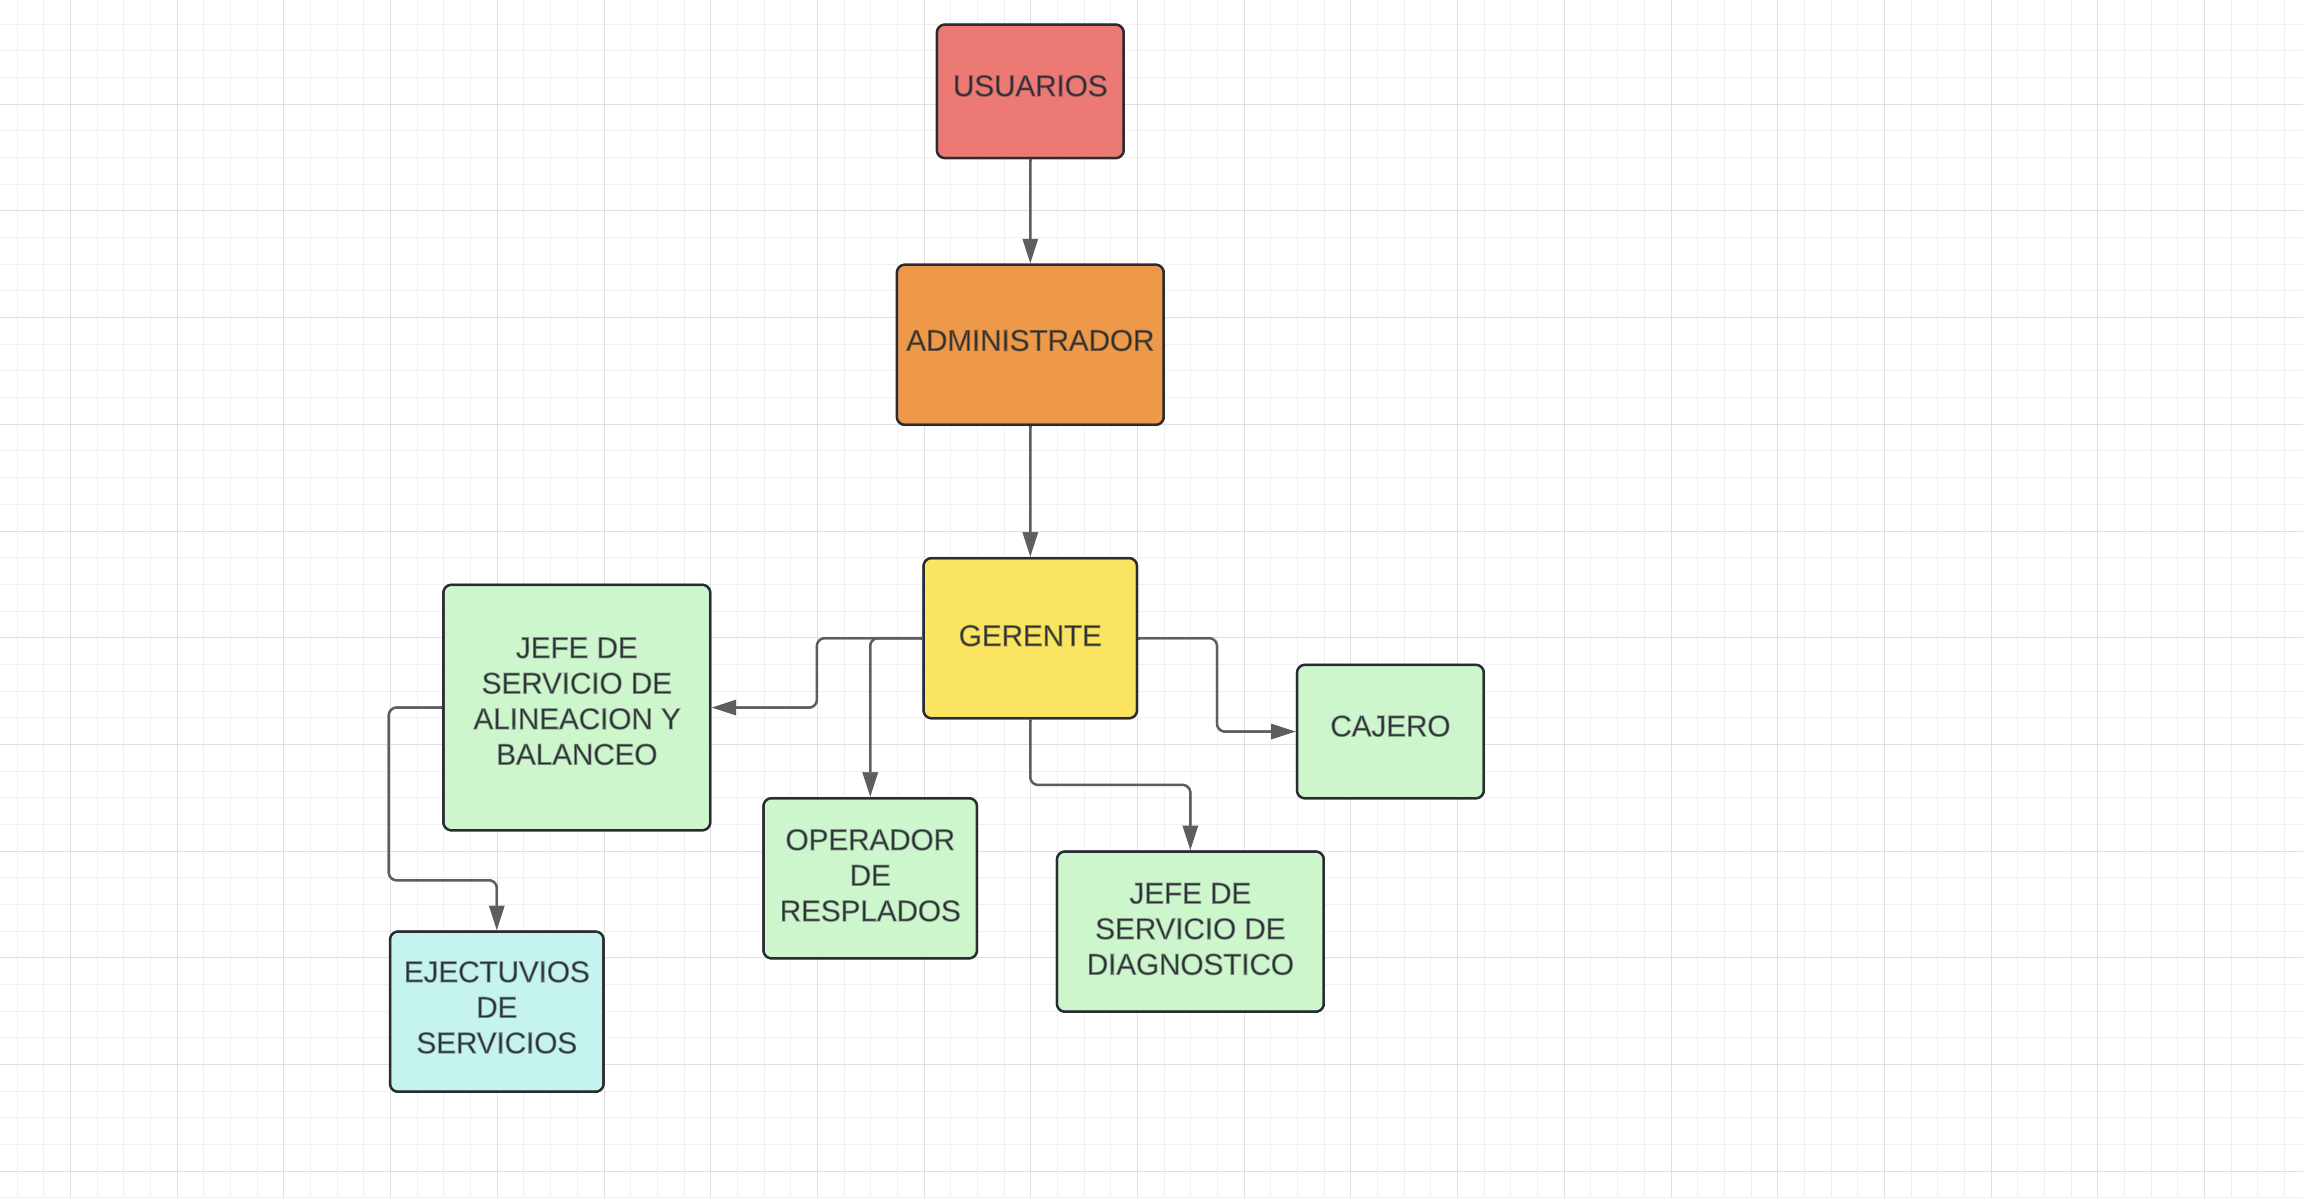 USUARIOS
ADMINISTRADOR
GERENTE
JEFE DE
SERVICIO DE
ALINEACION Y
BALANCEO
CAJERO
OPERADOR
DE
RESPLADOS
JEFE DE
SERVICIO DE
DIAGNOSTICO
EJECTUVIOS
DE
SERVICIOS